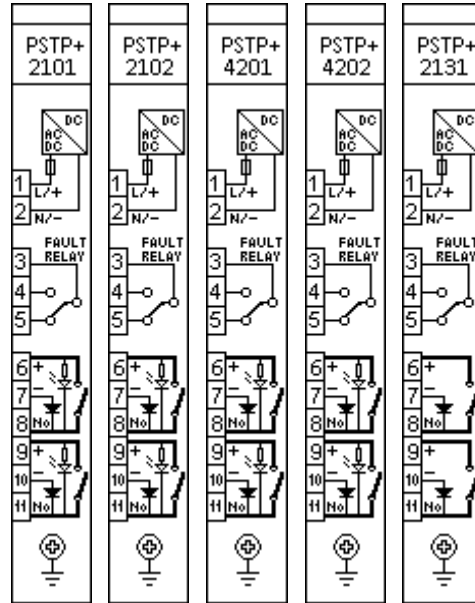 PSTP+
2101
DC
AC
DC
1
L/+
2
N/-
FAULT
3
RELAY
4
5
6
+
7
-
8
No
9
+
10
-
11
No
PSTP+
2102
DC
AC
DC
1
L/+
2
N/-
FAULT
3
RELAY
4
5
6
+
7
-
8
No
9
+
10
-
11
No
PSTP+
4201
DC
AC
DC
1
L/+
2
N/-
FAULT
3
RELAY
4
5
6
+
7
-
8
No
9
+
10
-
11
No
PSTP+
4202
DC
AC
DC
1
L/+
2
N/-
FAULT
3
RELAY
4
5
6
+
7
-
8
No
9
+
10
-
11
No
PSTP+
2131
DC
AC
DC
1
L/+
2
N/-
FAULT
3
RELAY
4
5
6
+
7
-
8
No
9
+
10
-
11
No